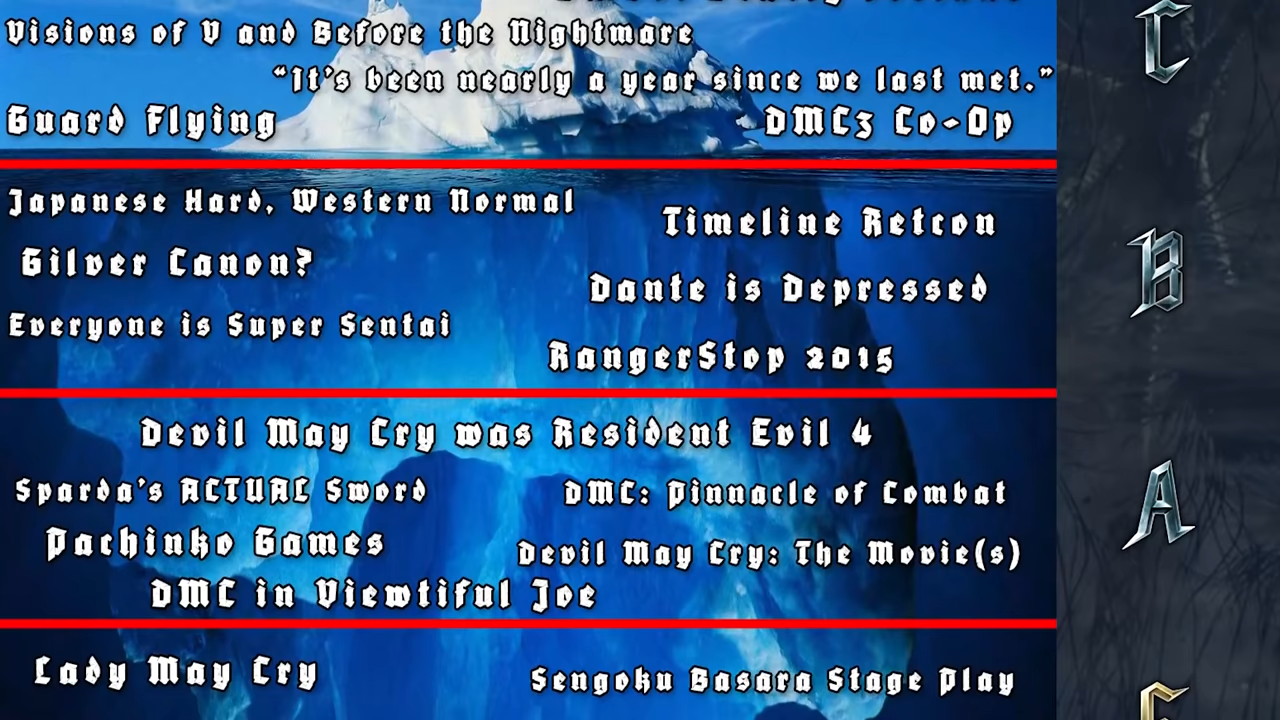 Visions of V and Before the Nightmare
“It’s been nearly a year since we last met.”
Guard Flying
DMC3 Co-Op
C
Japanese Hard, Western Normal
Timeline Retcon
Gilver Canon?
Dante is Depressed
Everyone is Super Sentai
RangerStop 2015
B
Devil May Cry was Resident Evil 4
Sparda’s ACTUAL Sword
DMC: Pinnacle of Combat
Pachinko Games
Devil May Cry: The Movie(s)
DMC in Viewtiful Joe
A
Lady May Cry
Sengoku Basara Stage Play